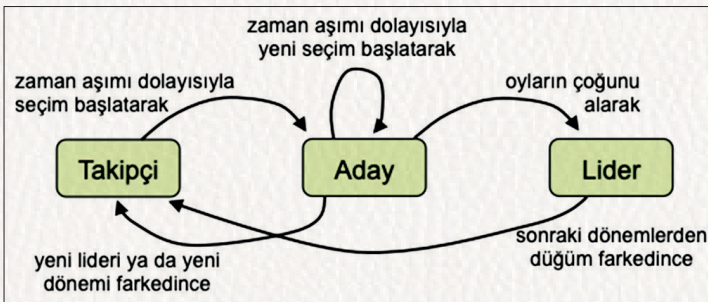 zaman aşımı dolayısıyla
yeni seçim başlatarak
zaman aşımı dolayısıyla
seçim başlatarak
oyların çoğunu
alarak
Takipçi
Aday
Lider
yeni lideri ya da yeni
dönemi farkedince
sonraki dönemlerden
düğüm farkedince